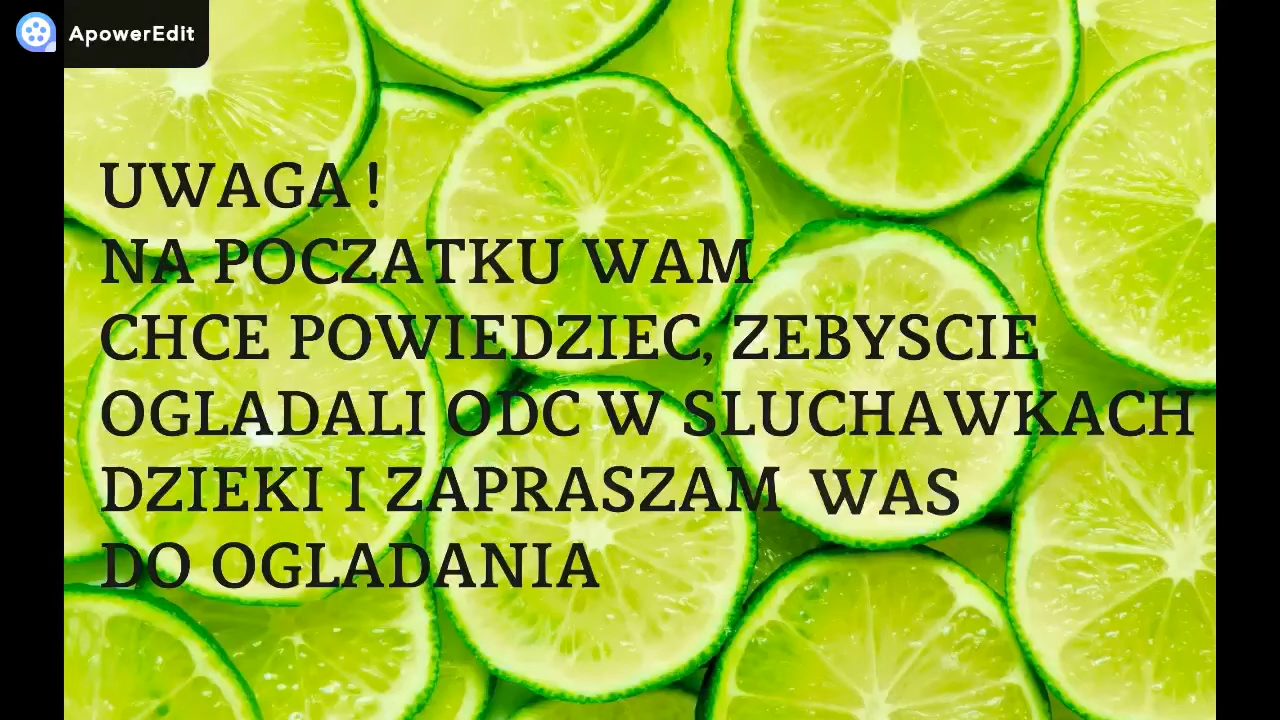 ApowerEdit
UWAGA !
NA POCZATKU WAM
CHCE POWIEDZIEC, ZEBYSCIE
OGLADALI ODC W SLUCHAWKACH
DZIEKI I ZAPRASZAM WAS
DO OGLADANIA